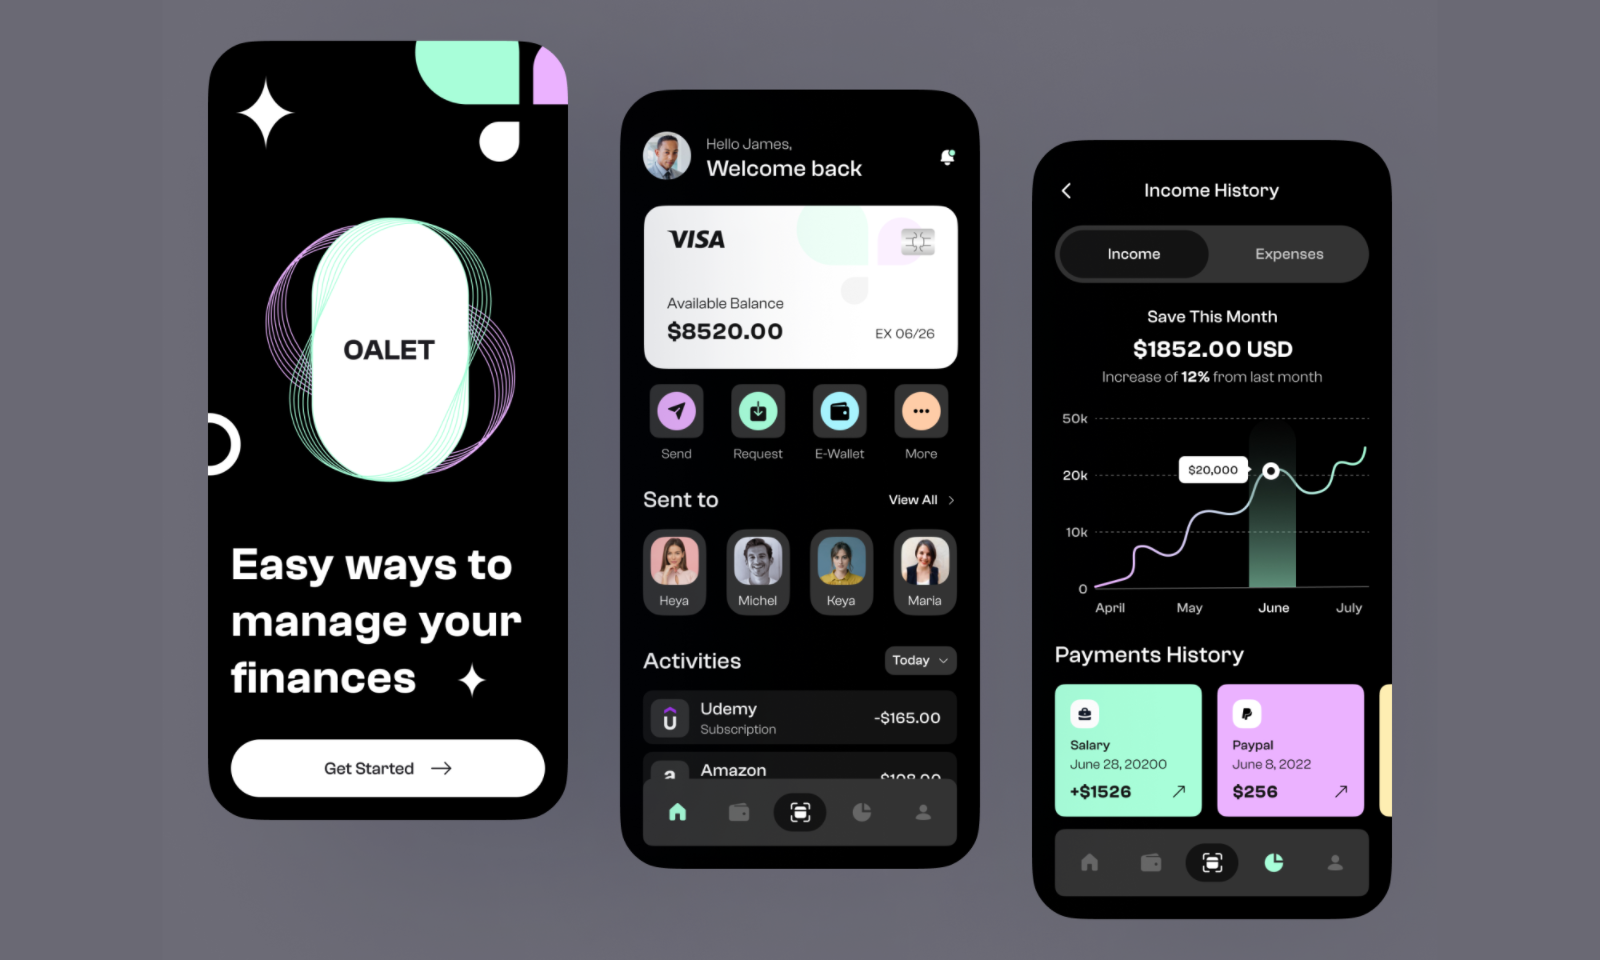 OALET
Easy ways to
manage your
finances
Get Started
Hello James,
Welcome back
VISA
Available Balance
$8520.00
EX 06/26
Send
Request
E-Wallet
More
Sent to
View All
Heya
Michel
Keya
Maria
Activities
Today
Udemy
Subscription
-$165.00
Amazon
Income History
Income
Expenses
Save This Month
$1852.00 USD
Increase of 12% from last month
50k
$20,000
20k
10k
0
April
May
June
July
Payments History
Salary
June 28, 20200
+$1526
Paypal
June 8, 2022
$256